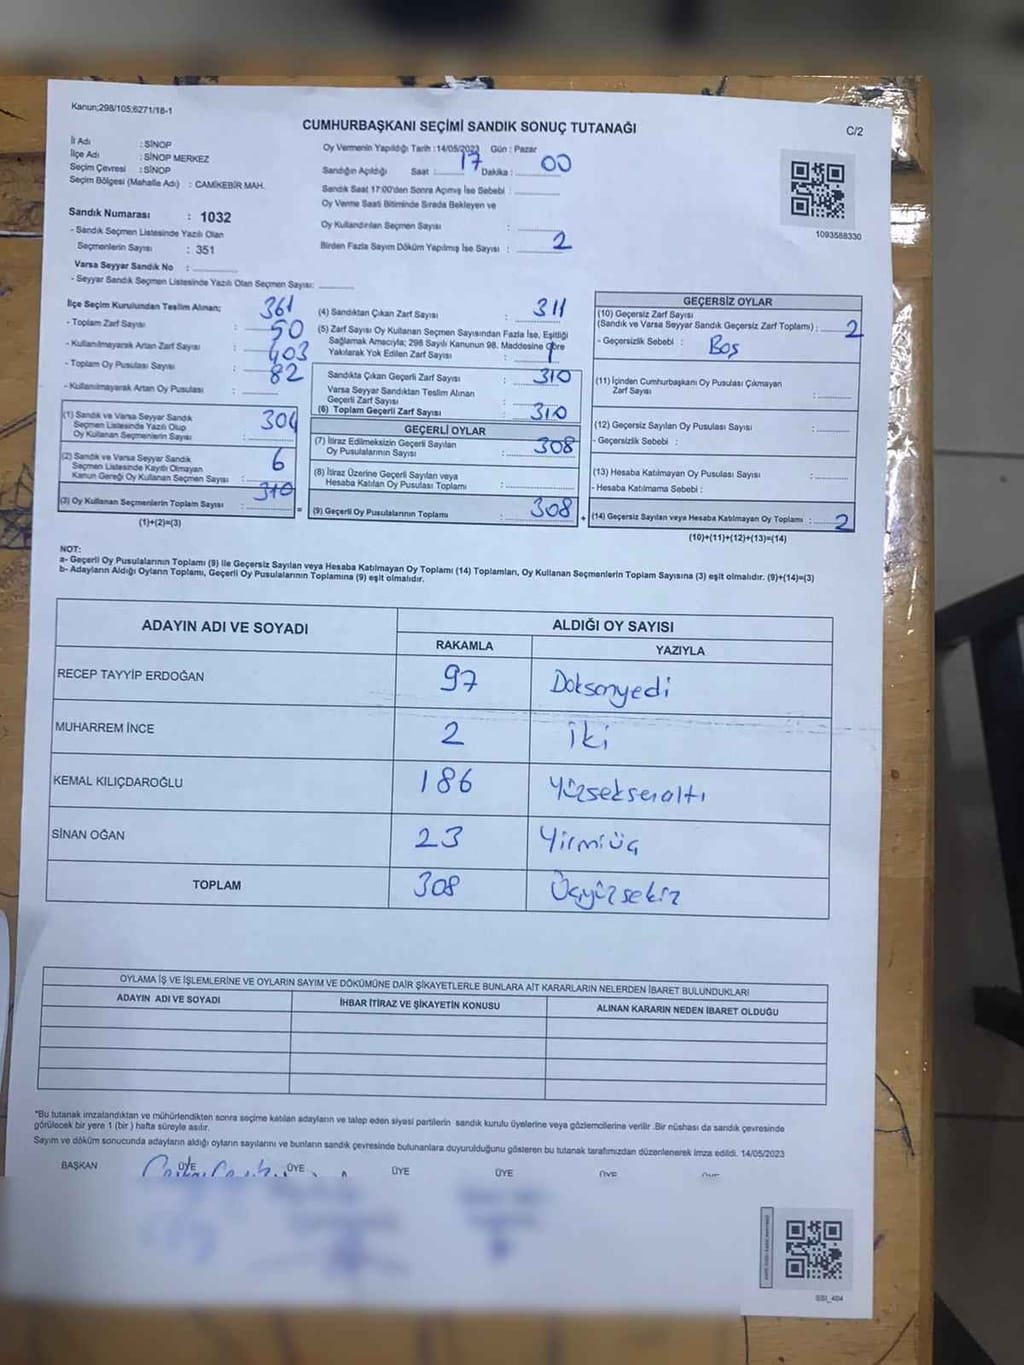 Kanun;298/105;6271/18-1
CUMHURBAŞKANI SEÇİMİ SANDIK SONUÇ TUTANAĞI
C/2
İl Adı : SİNOP
İlçe Adı : SİNOP MERKEZ
Seçim Çevresi : SİNOP
Seçim Bölgesi (Mahalle Adı) : CAMİKEBİR MAH.
Sandık Numarası : 1032
- Sandık Seçmen Listesinde Yazılı Olan
Seçmenlerin Sayısı : 351
Varsa Seyyar Sandık No :
- Seyyar Sandık Seçmen Listesinde Yazılı Olan Seçmen Sayısı:
Oy Vermenin Yapıldığı Tarih :14/05/2023 Gün : Pazar
Sandığın Açıldığı Saat : 17 Dakika : 00
Sandık Saat 17:00'den Sonra Açımış İse Sebebi :
Oy Verme Saati Bitiminde Sırada Bekleyen ve
Oy Kullandırılan Seçmen Sayısı :
Birden Fazla Sayım Döküm Yapılmış İse Sayısı : 2
1093588330
İlçe Seçim Kurulundan Teslim Alınan;
- Toplam Zarf Sayısı : 361
- Kullanılmayarak Artan Zarf Sayısı : 50
- Toplam Oy Pusulası Sayısı : 403
- Kullanılmayarak Artan Oy Pusulası : 82
(1) Sandık ve Varsa Seyyar Sandık
Seçmen Listesinde Yazılı Olup
Oy Kullanan Seçmenlerin Sayısı : 304
(2) Sandık ve Varsa Seyyar Sandık
Seçmen Listesinde Kayıtlı Olmayan
Kanun Gereği Oy Kullanan Seçmen Sayısı : 6
(3) Oy Kullanan Seçmenlerin Toplam Sayısı : 310
(1)+(2)=(3)
(4) Sandıktan Çıkan Zarf Sayısı : 311
(5) Zarf Sayısı Oy Kullanan Seçmen Sayısından Fazla İse, Eşitliği
Sağlamak Amacıyla; 298 Sayılı Kanunun 98. Maddesine Göre
Yakılarak Yok Edilen Zarf Sayısı : 1
Sandıkta Çıkan Geçerli Zarf Sayısı : 310
Varsa Seyyar Sandıktan Teslim Alınan
Geçerli Zarf Sayısı :
(6) Toplam Geçerli Zarf Sayısı : 310
GEÇERLİ OYLAR
(7) İtiraz Edilmeksizin Geçerli Sayılan
Oy Pusulalarının Sayısı : 308
(8) İtiraz Üzerine Geçerli Sayılan veya
Hesaba Katılan Oy Pusulası Toplamı :
(9) Geçerli Oy Pusulalarının Toplamı : 308
GEÇERSİZ OYLAR
(10) Geçersiz Zarf Sayısı
(Sandık ve Varsa Seyyar Sandık Geçersiz Zarf Toplamı) : 2
- Geçersizlik Sebebi : Boş
(11) İçinden Cumhurbaşkanı Oy Pusulası Çıkmayan
Zarf Sayısı :
(12) Geçersiz Sayılan Oy Pusulası Sayısı :
- Geçersizlik Sebebi :
(13) Hesaba Katılmayan Oy Pusulası Sayısı :
- Hesaba Katılmama Sebebi :
(14) Geçersiz Sayılan veya Hesaba Katılmayan Oy Toplamı : 2
(10)+(11)+(12)+(13)=(14)
NOT:
a- Geçerli Oy Pusulalarının Toplamı (9) ile Geçersiz Sayılan veya Hesaba Katılmayan Oy Toplamı (14) Toplamları, Oy Kullanan Seçmenlerin Toplam Sayısına (3) eşit olmalıdır. (9)+(14)=(3)
b- Adayların Aldığı Oyların Toplamı, Geçerli Oy Pusulalarının Toplamına (9) eşit olmalıdır.
ADAYIN ADI VE SOYADI
ALDIĞI OY SAYISI
RAKAMLA YAZIYLA
RECEP TAYYİP ERDOĞAN 97 Doksanyedi
MUHARREM İNCE 2 iki
KEMAL KILIÇDAROĞLU 186 Yüzseksenaltı
SİNAN OĞAN 23 Yirmiüç
TOPLAM 308 Üçyüzsekiz
OYLAMA İŞ VE İŞLEMLERİNE VE OYLARIN SAYIM VE DÖKÜMÜNE DAİR ŞİKAYETLERLE BUNLARA AİT KARARLARIN NELERDEN İBARET BULUNDUKLARI
ADAYIN ADI VE SOYADI İHBAR İTİRAZ VE ŞİKAYETİN KONUSU ALINAN KARARIN NEDEN İBARET OLDUĞU
"Bu tutanak imzalandıktan ve mühürlendikten sonra seçime katılan adayların ve talep eden siyasi partilerin sandık kurulu üyelerine veya gözlemcilerine verilir .Bir nüshası da sandık çevresinde
görülecek bir yere 1 (bir ) hafta süreyle asılır.
Sayım ve döküm sonucunda adayların aldığı oyların sayılarını ve bunların sandık çevresinde bulunanlara duyurulduğunu gösteren bu tutanak tarafımızdan düzenlenerek imza edildi. 14/05/2023
BAŞKAN ÜYE ÜYE ÜYE ÜYE ÜYE ÜYE